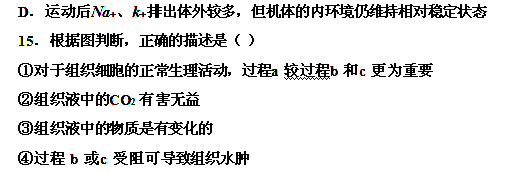 D． 运动后Na+、k+排出体外较多，但机体的内环境仍维持相对稳定状态
15． 根据图判断，正确的描述是（ ）
①对于组织细胞的正常生理活动，过程a 较过程b 和c 更为重要
②组织液中的CO2 有害无益
③组织液中的物质是有变化的
④过程 b 或c 受阻可导致组织水肿